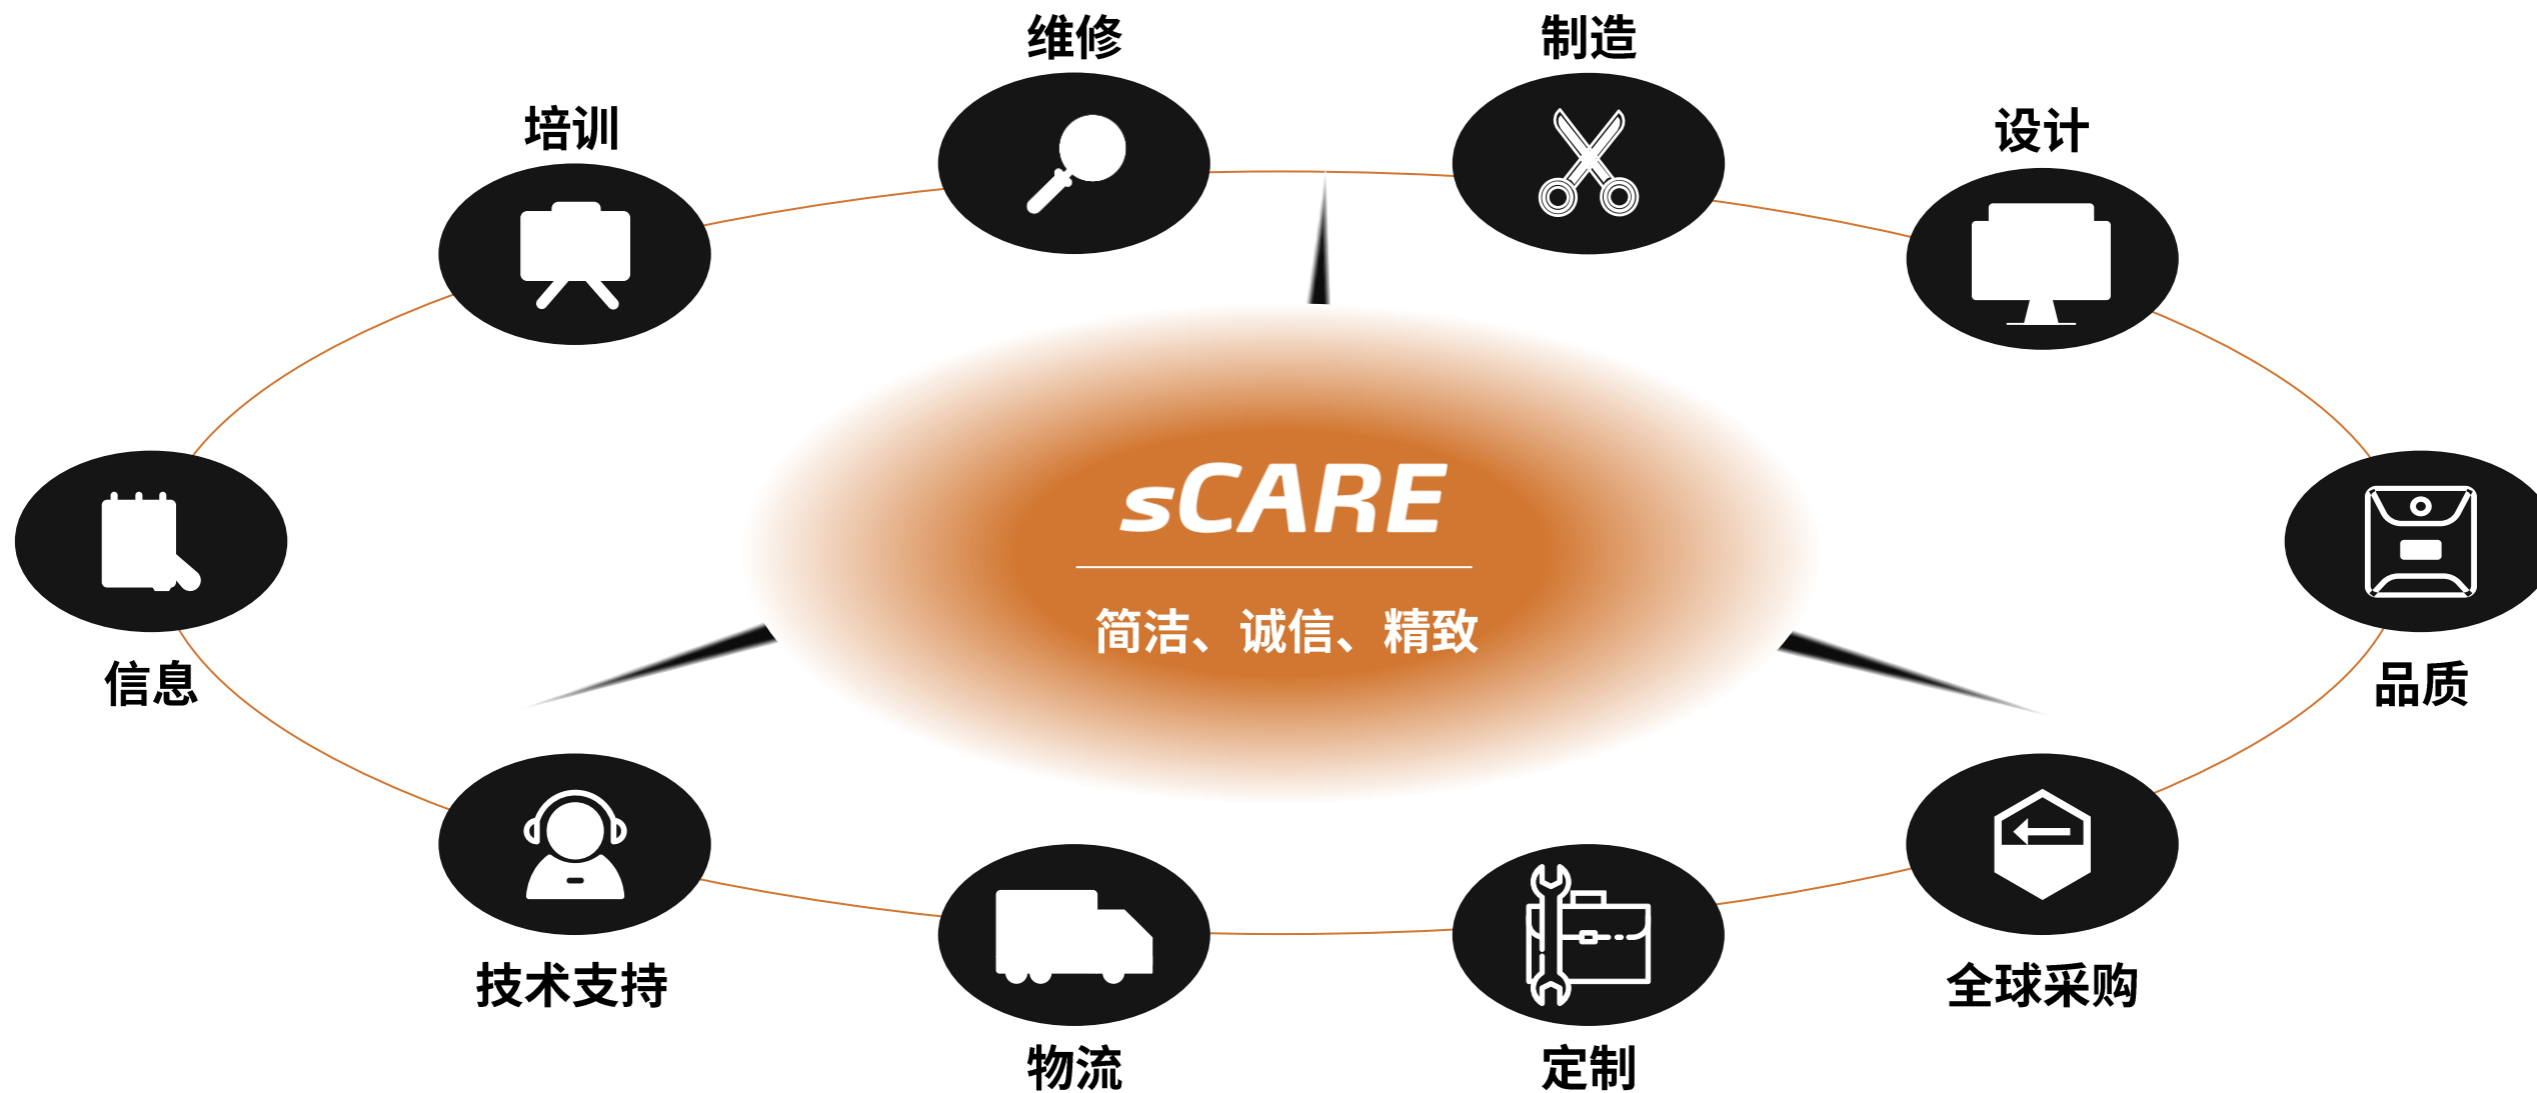 维修
制造
培训
设计
sCARE
简洁、诚信、精致
信息
品质
技术支持
全球采购
物流
定制